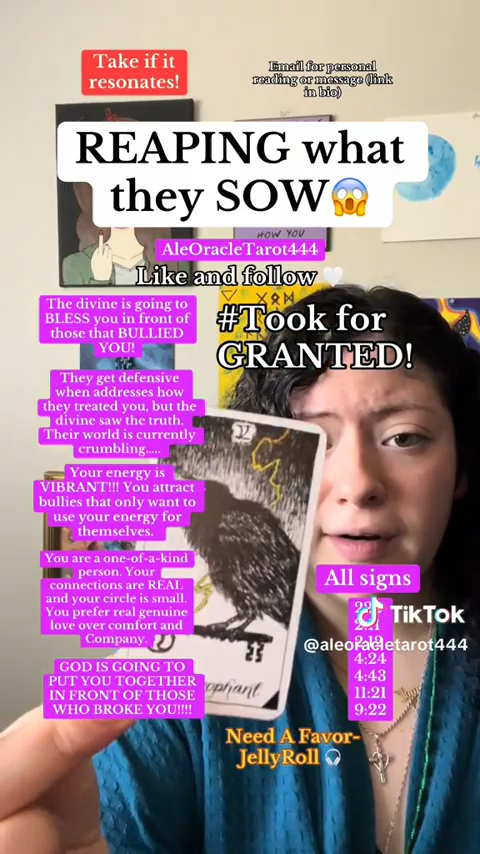 Take if it
resonates!
Email for personal
reading or message (link
in bio)
REAPING what
they SOW😱
HOW YOU
AleOracleTarot444
Like and follow 🤍
The divine is going to
BLESS you in front of
those that BULLIED
YOU!
#Took for
GRANTED!
They get defensive
when addresses how
they treated you, but the
divine saw the truth.
Their world is currently
crumbling.....
Your energy is
VIBRANT!!! You attract
bullies that only want to
use your energy for
themselves.
You are a one-of-a-kind
person. Your
connections are REAL
and your circle is small.
You prefer real genuine
love over comfort and
Company.
GOD IS GOING TO
PUT YOU TOGETHER
IN FRONT OF THOSE
WHO BROKE YOU!!!!
All signs
TikTok
@aleoracletarot444
4:24
4:43
11:21
9:22
Need A Favor-
JellyRoll 🎧